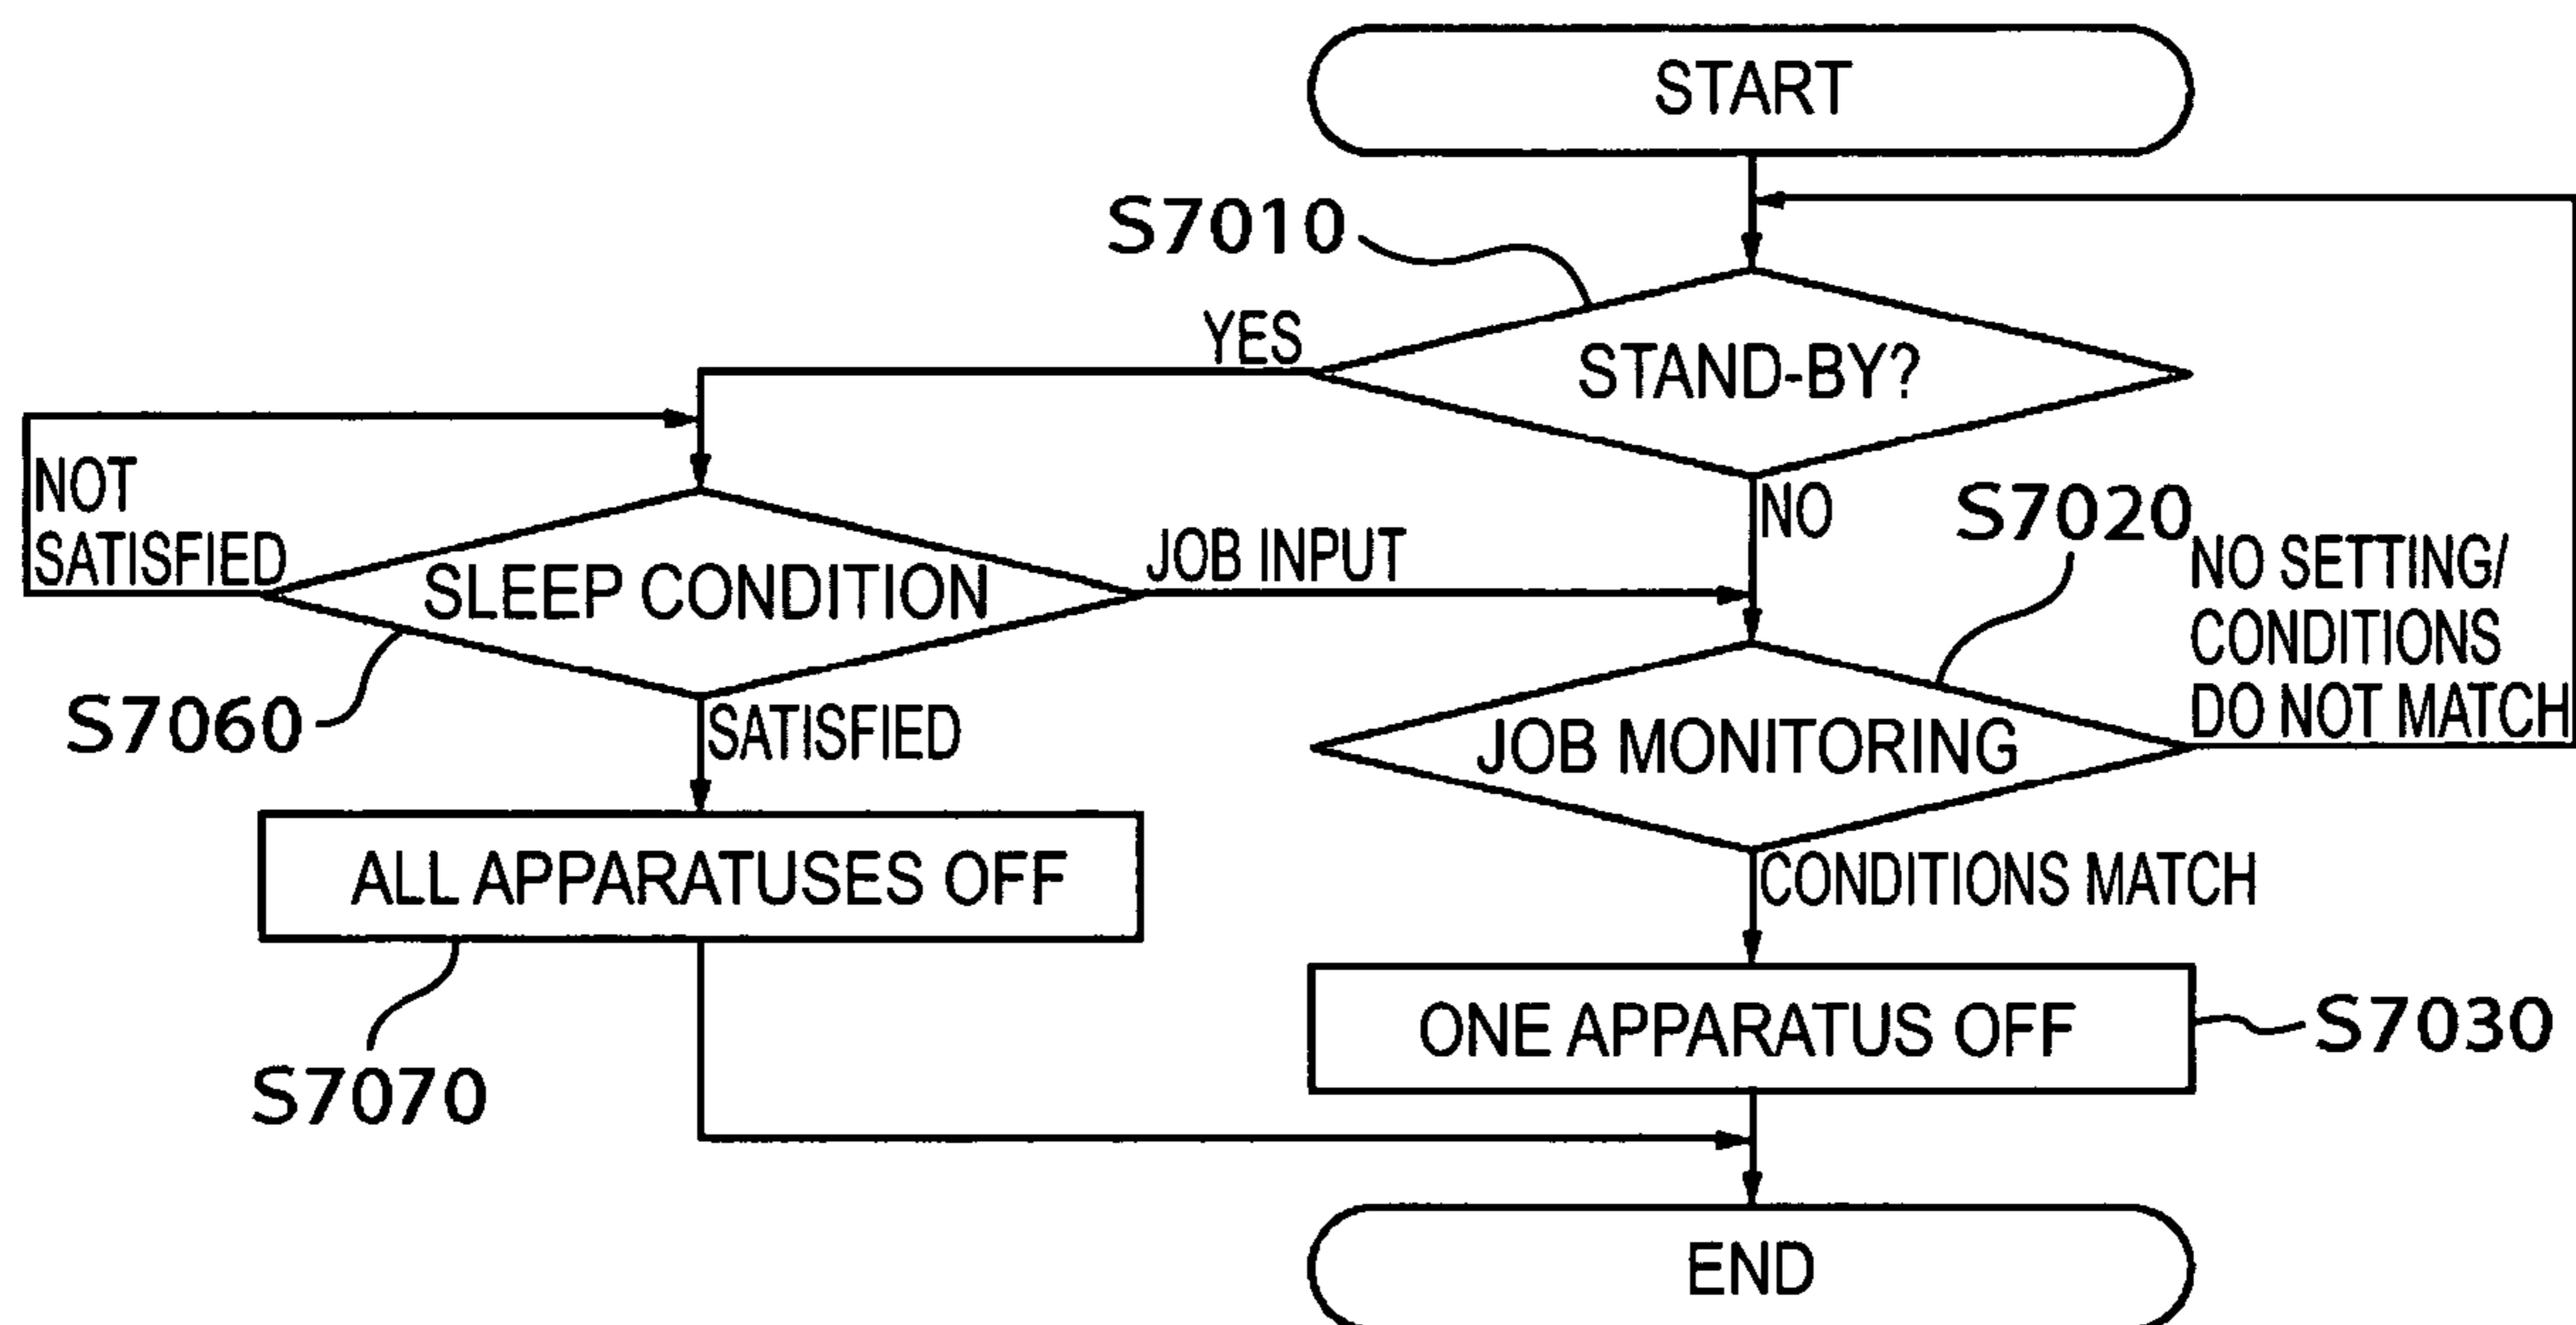 START
S7010
YES
STAND-BY?
NOT
SATISFIED
NO
S7020
NO SETTING/
CONDITIONS
DO NOT MATCH
SLEEP CONDITION
JOB INPUT
S7060
SATISFIED
JOB MONITORING
CONDITIONS MATCH
ALL APPARATUSES OFF
S7070
ONE APPARATUS OFF
S7030
END